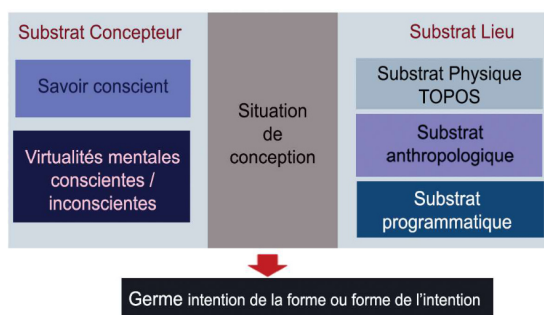 Substrat Concepteur
Savoir conscient
Virtualités mentales
conscientes /
inconscientes
Situation
de
conception
Substrat Lieu
Substrat Physique
TOPOS
Substrat
anthropologique
Substrat
programmatique
Germe intention de la forme ou forme de l'intention